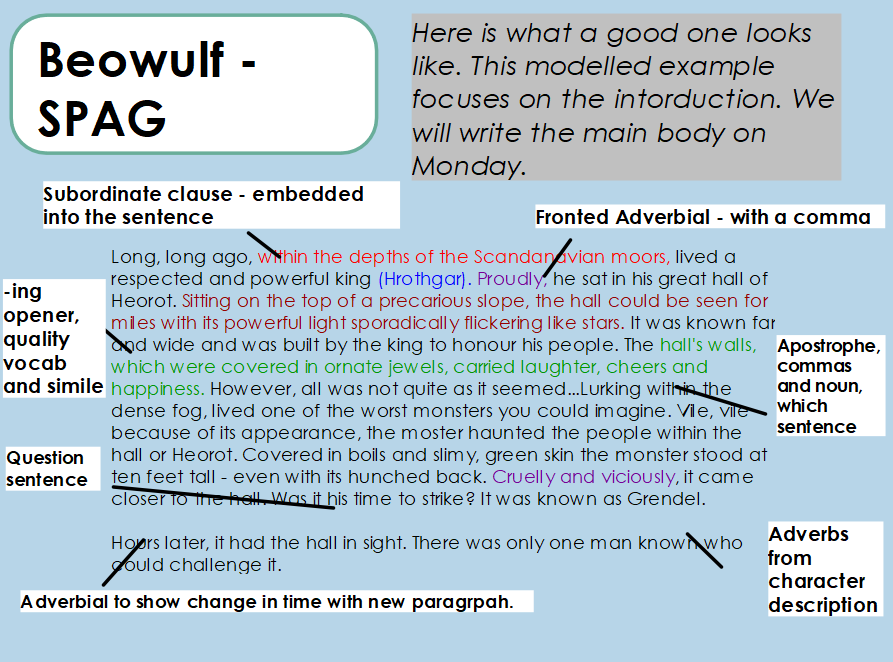 Beowulf -
SPAG
Here is what a good one looks
like. This modelled example
focuses on the intorduction. We
will write the main body on
Monday.
Subordinate clause - embedded
into the sentence
Fronted Adverbial - with a comma
Long, long ago, within the depths of the Scandanavian moors, lived a
respected and powerful king (Hrothgar). Proudly, he sat in his great hall of
Heorot. Sitting on the top of a precarious slope, the hall could be seen for
miles with its powerful light sporadically flickering like stars. It was known far
and wide and was built by the king to honour his people. The hall's walls,
which were covered in ornate jewels, carried laughter, cheers and
happiness. However, all was not quite as it seemed...Lurking within the
dense fog, lived one of the worst monsters you could imagine. Vile, vile
because of its appearance, the moster haunted the people within the
hall or Heorot. Covered in boils and slimy, green skin the monster stood at
ten feet tall - even with its hunched back. Cruelly and viciously, it came
closer to the hall. Was it his time to strike? It was known as Grendel.
Hours later, it had the hall in sight. There was only one man known who
could challenge it.
-ing
opener,
quality
vocab
and simile
Apostrophe,
commas
and noun,
which
sentence
Question
sentence
Adverbs
from
character
description
Adverbial to show change in time with new paragrpah.